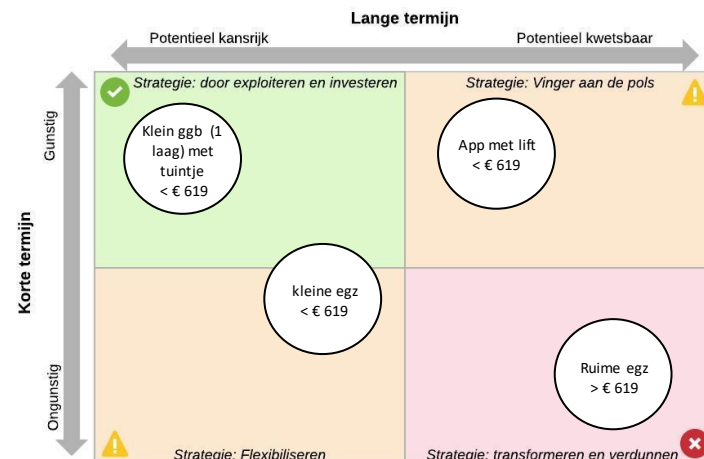 Lange termijn
Potentieel kansrijk
Potentieel kwetsbaar
Strategie: door exploiteren en investeren
Strategie: Vinger aan de pols
Korte termijn
Gunstig
Klein ggb (1
laag) met
tuintje
< € 619
App met lift
< € 619
kleine egz
< € 619
Ongunstig
Ruime egz
> € 619
Strategie: Flexibiliseren
Strategie: transformeren en verdunnen